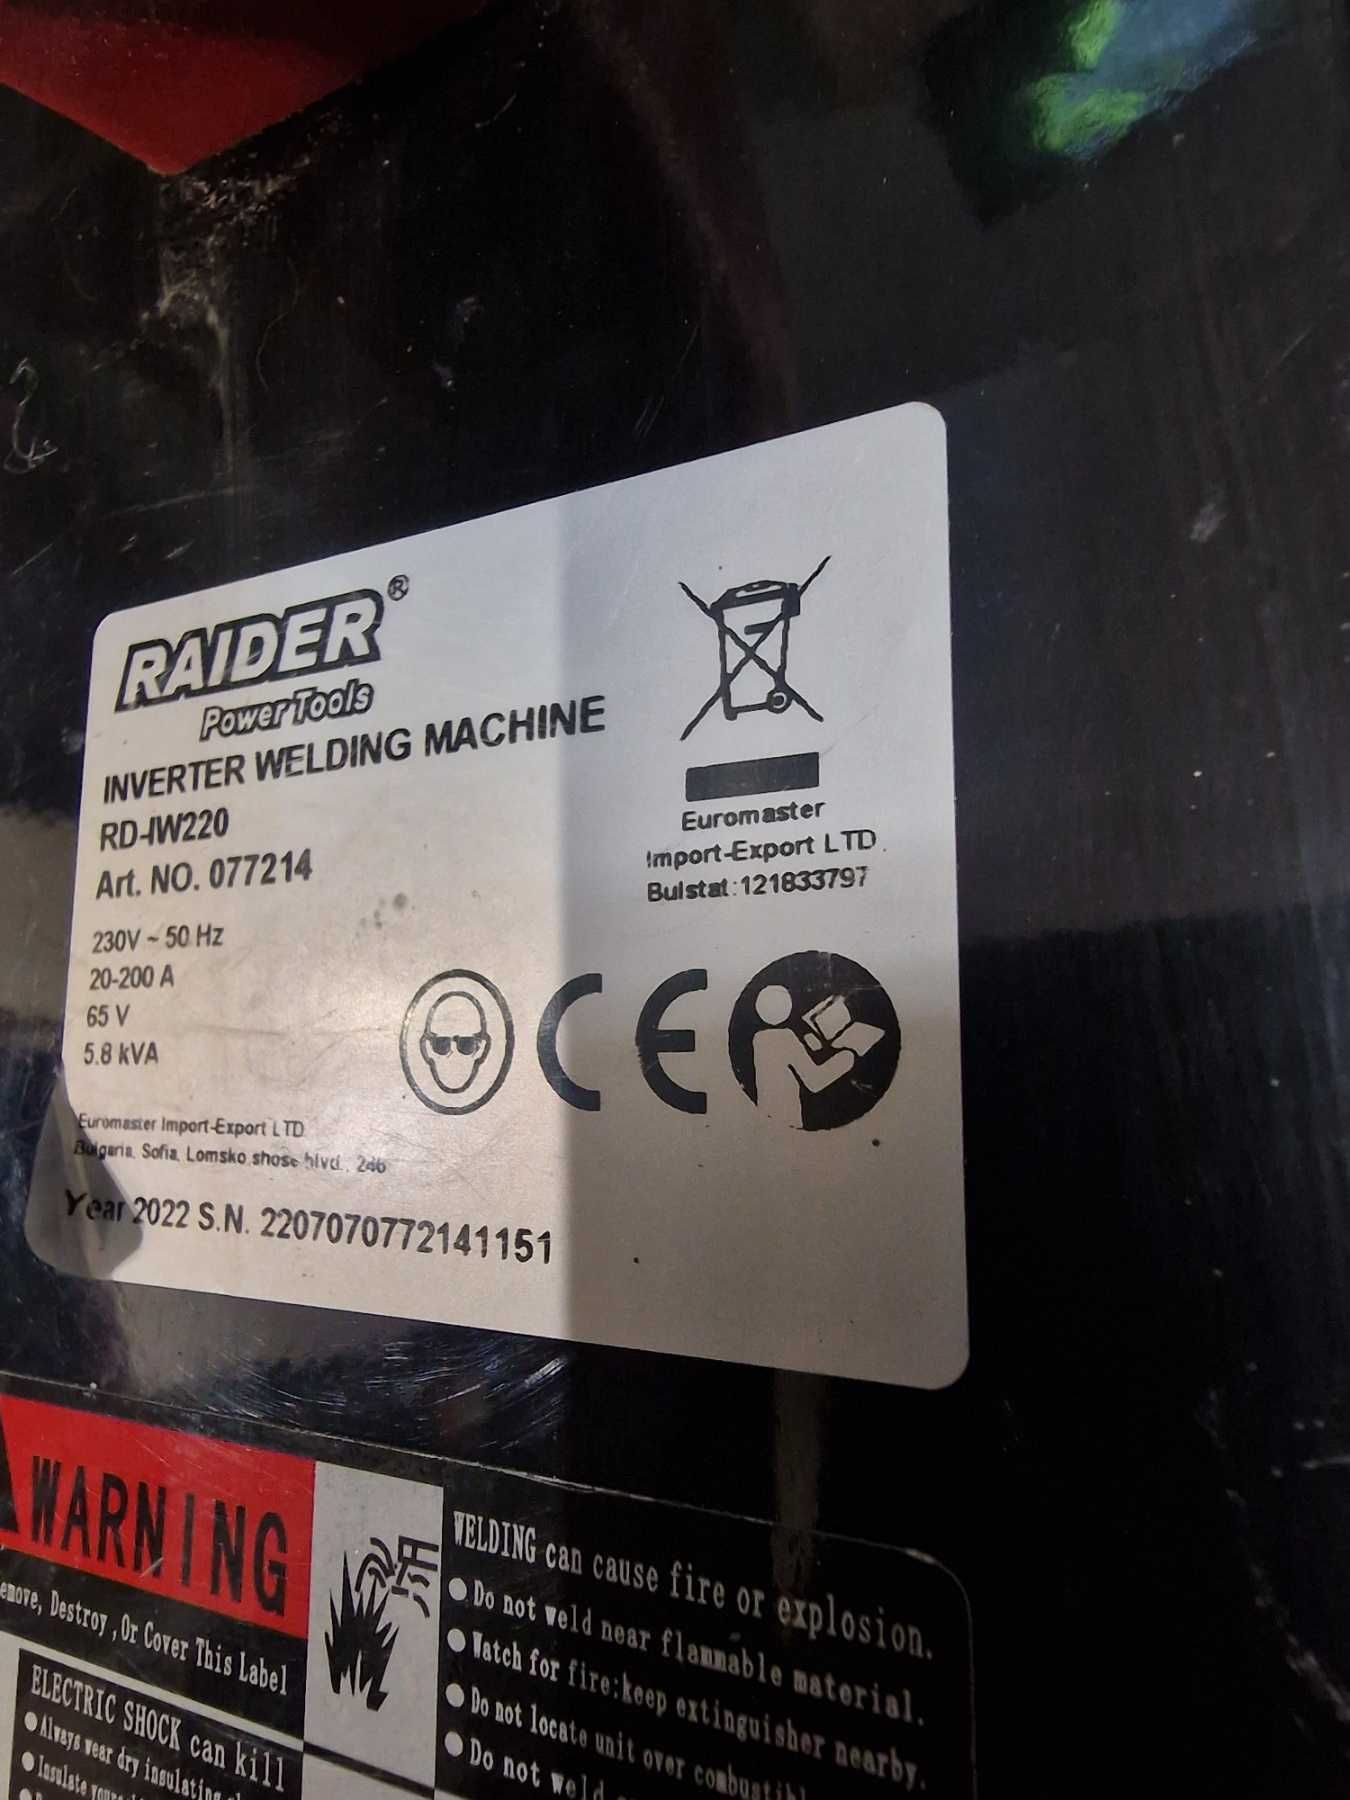 RAIDER®
Power Tools
INVERTER WELDING MACHINE
RD-IW220
Art. NO. 077214
230V ~ 50 Hz
20-200 A
65 V
5.8 kVA
Euromaster Import-Export LTD
Bulgaria, Sofia, Lomsko shose blvd., 246
Year 2022 S.N. 2207070772141151
Euromaster
Import-Export LTD.
Bulstat:121833797
CE
WARNING
Destroy, Or Cover This Label
ELECTRIC SHOCK can kill
●Always wear dry insulating
●Insulate
WELDING can cause fire or explosion.
●Do not weld near flammable material.
●Watch for fire:keep extinguisher nearby.
●Do not locate unit over
●Do not weld